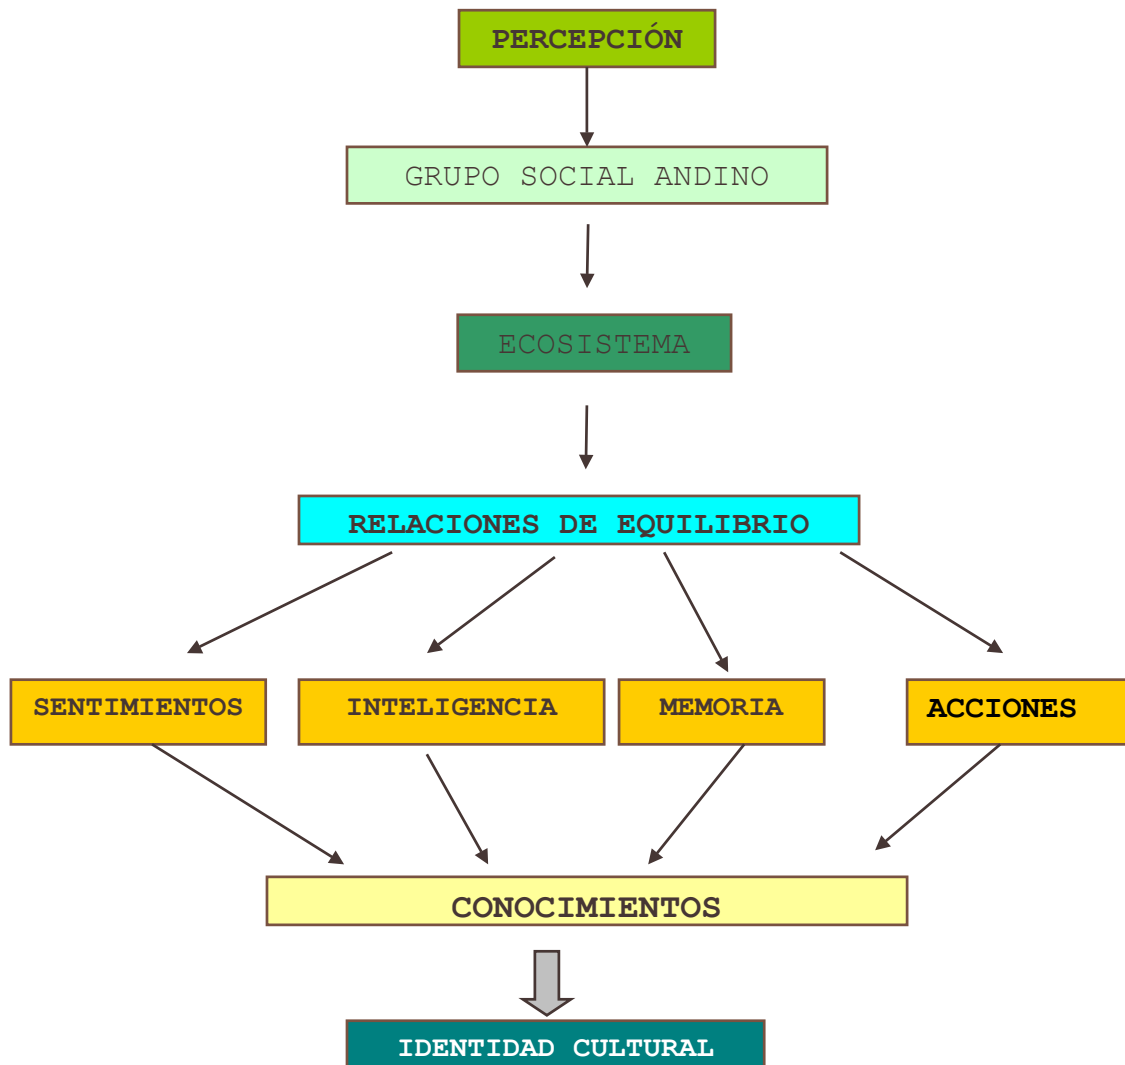 PERCEPCIÓN
GRUPO SOCIAL ANDINO
ECOSISTEMA
RELACIONES DE EQUILIBRIO
SENTIMIENTOS
INTELIGENCIA
MEMORIA
ACCIONES
CONOCIMIENTOS
IDENTIDAD CULTURAL